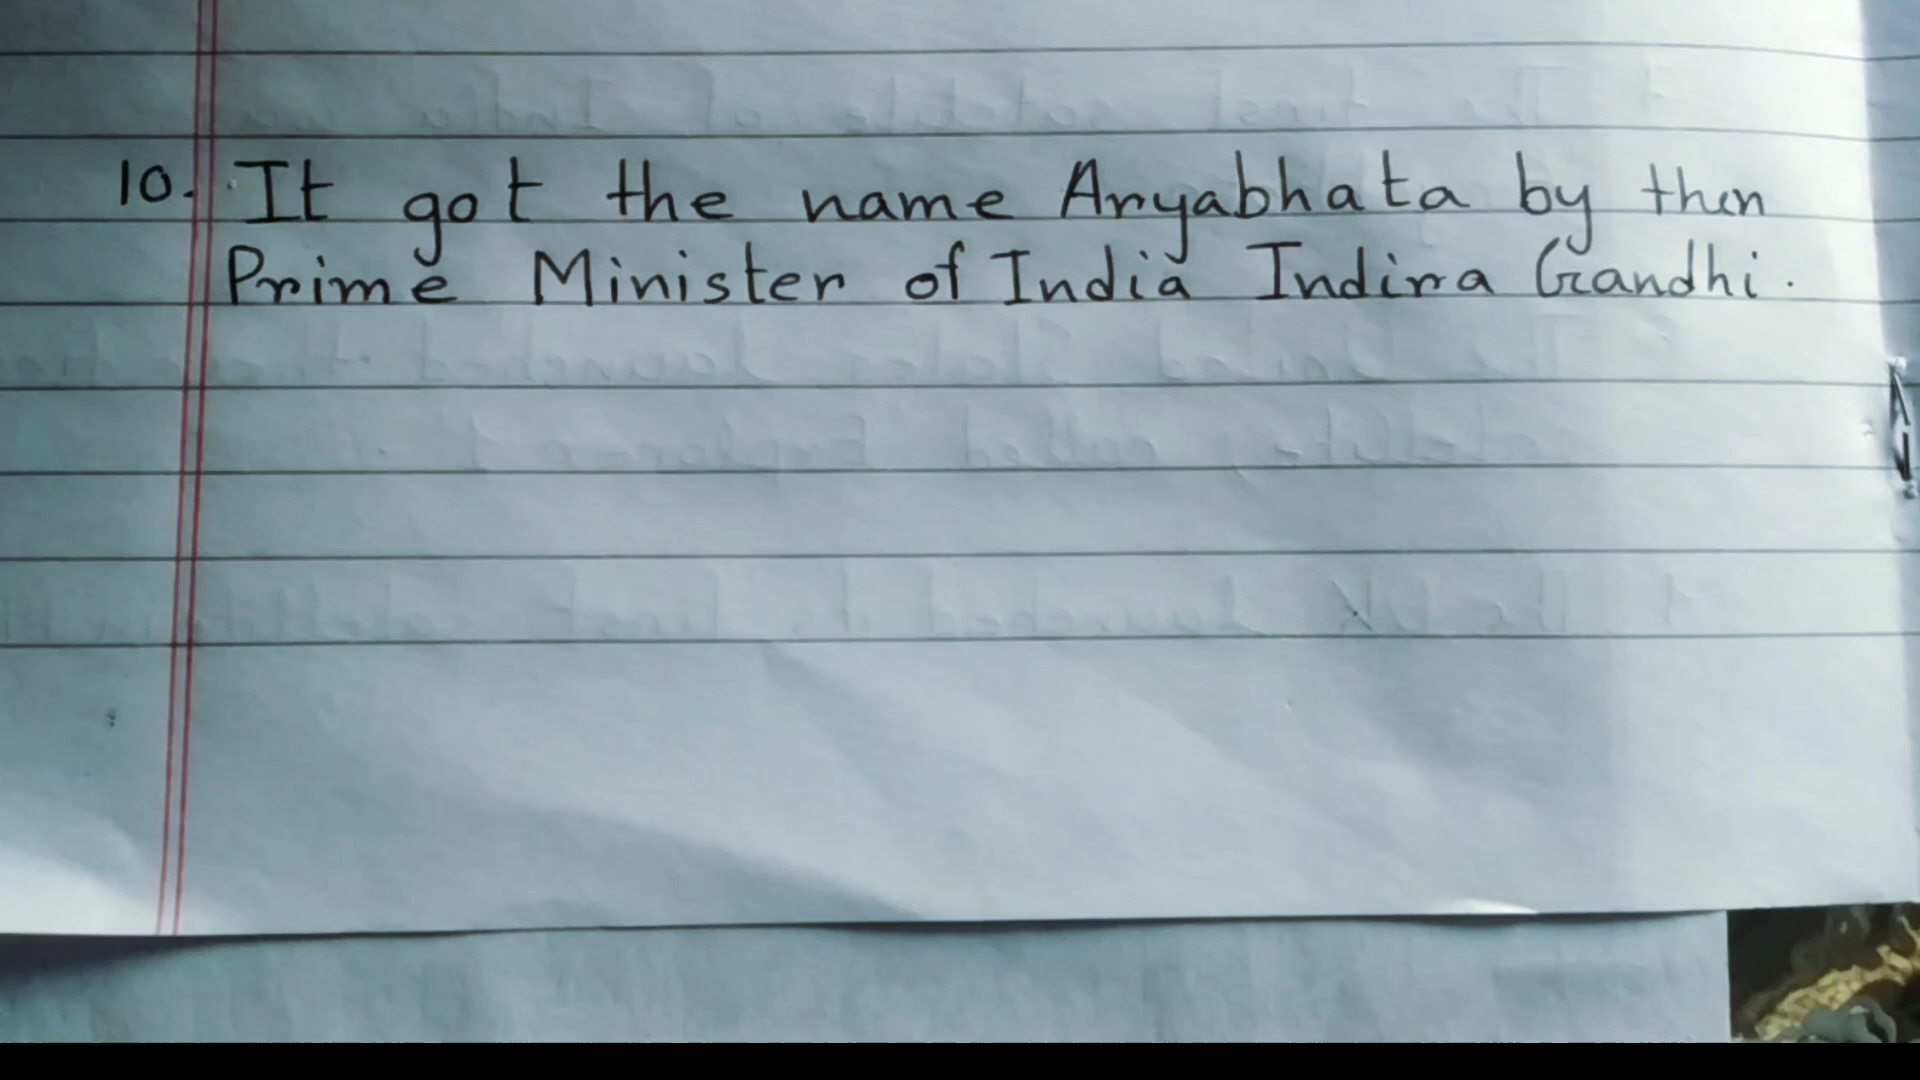 10. It got the name Aryabhata by then
Prime Minister of India Indira Gandhi.